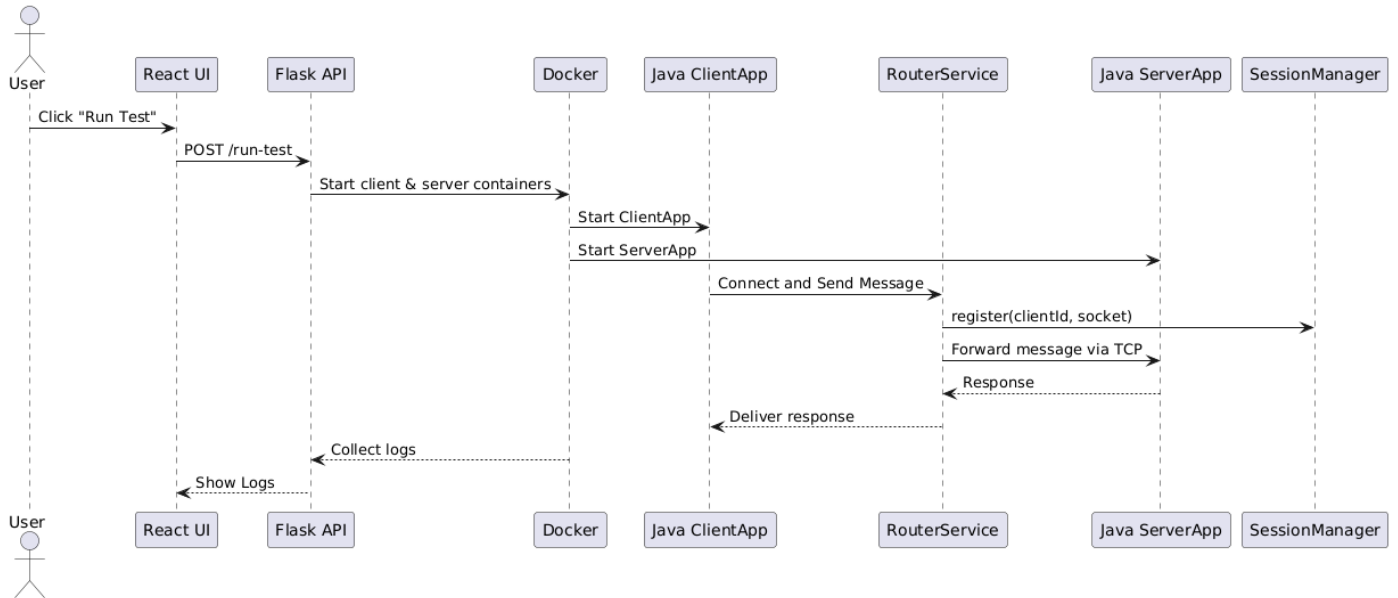 User
React UI
Flask API
Docker
Java ClientApp
RouterService
Java ServerApp
SessionManager
Click "Run Test"
POST /run-test
Start client & server containers
Start ClientApp
Start ServerApp
Connect and Send Message
register(clientId, socket)
Forward message via TCP
Response
Deliver response
Collect logs
Show Logs
User
React UI
Flask API
Docker
Java ClientApp
RouterService
Java ServerApp
SessionManager